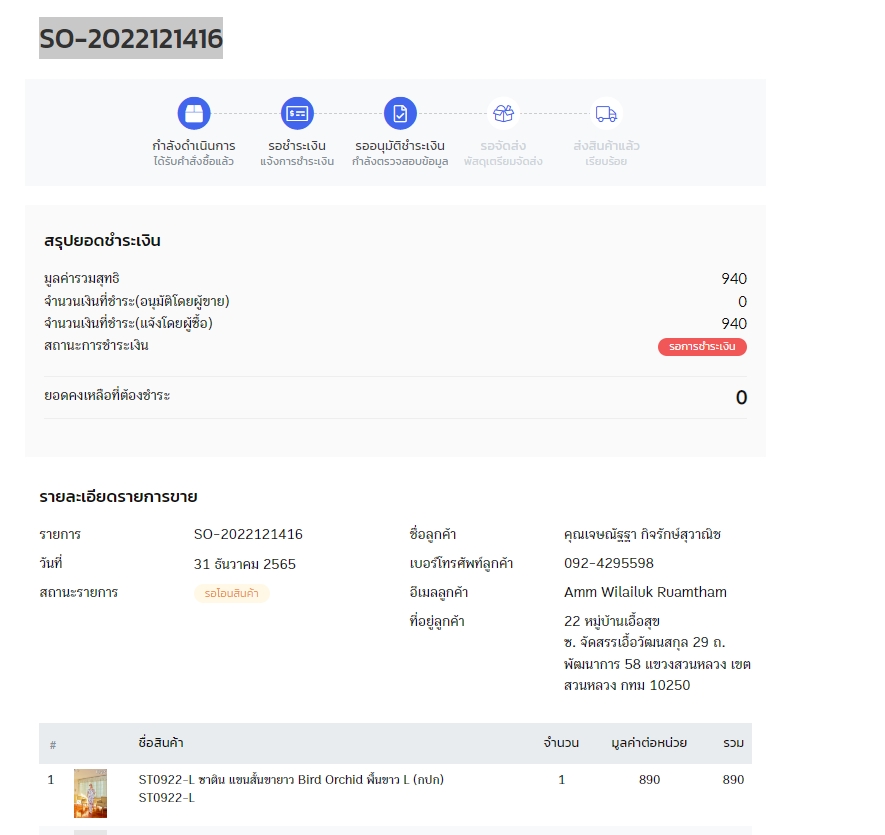 SO-2022121416
กำลังดำเนินการ
ได้รับคำสั่งซื้อแล้ว
รอชำระเงิน
แจ้งการชำระเงิน
รออนุมัติชำระเงิน
กำลังตรวจสอบข้อมูล
รอจัดส่ง
พัสดุเตรียมจัดส่ง
ส่งสินค้าแล้ว
เรียบร้อย
สรุปยอดชำระเงิน
มูลค่ารวมสุทธิ 940
จำนวนเงินที่ชำระ(อนุมัติโดยผู้ขาย) 0
จำนวนเงินที่ชำระ(แจ้งโดยผู้ซื้อ) 940
สถานะการชำระเงิน รอการชำระเงิน
ยอดคงเหลือที่ต้องชำระ 0
รายละเอียดรายการขาย
รายการ SO-2022121416
วันที่ 31 ธันวาคม 2565
สถานะรายการ รอโอนสินค้า
ชื่อลูกค้า คุณเจษณัฐฐา กิจรักษ์สุวาณิช
เบอร์โทรศัพท์ลูกค้า 092-4295598
อีเมลลูกค้า Amm Wilailuk Ruamtham
ที่อยู่ลูกค้า 22 หมู่บ้านเอื้อสุข
ซ. จัดสรรเอื้อวัฒนสกุล 29 ถ.
พัฒนาการ 58 แขวงสวนหลวง เขต
สวนหลวง กทม 10250
# ชื่อสินค้า จำนวน มูลค่าต่อหน่วย รวม
1 ST0922-L ซาติน แขนสั้นขายาว Bird Orchid พื้นขาว L (กปก) 1 890 890
ST0922-L